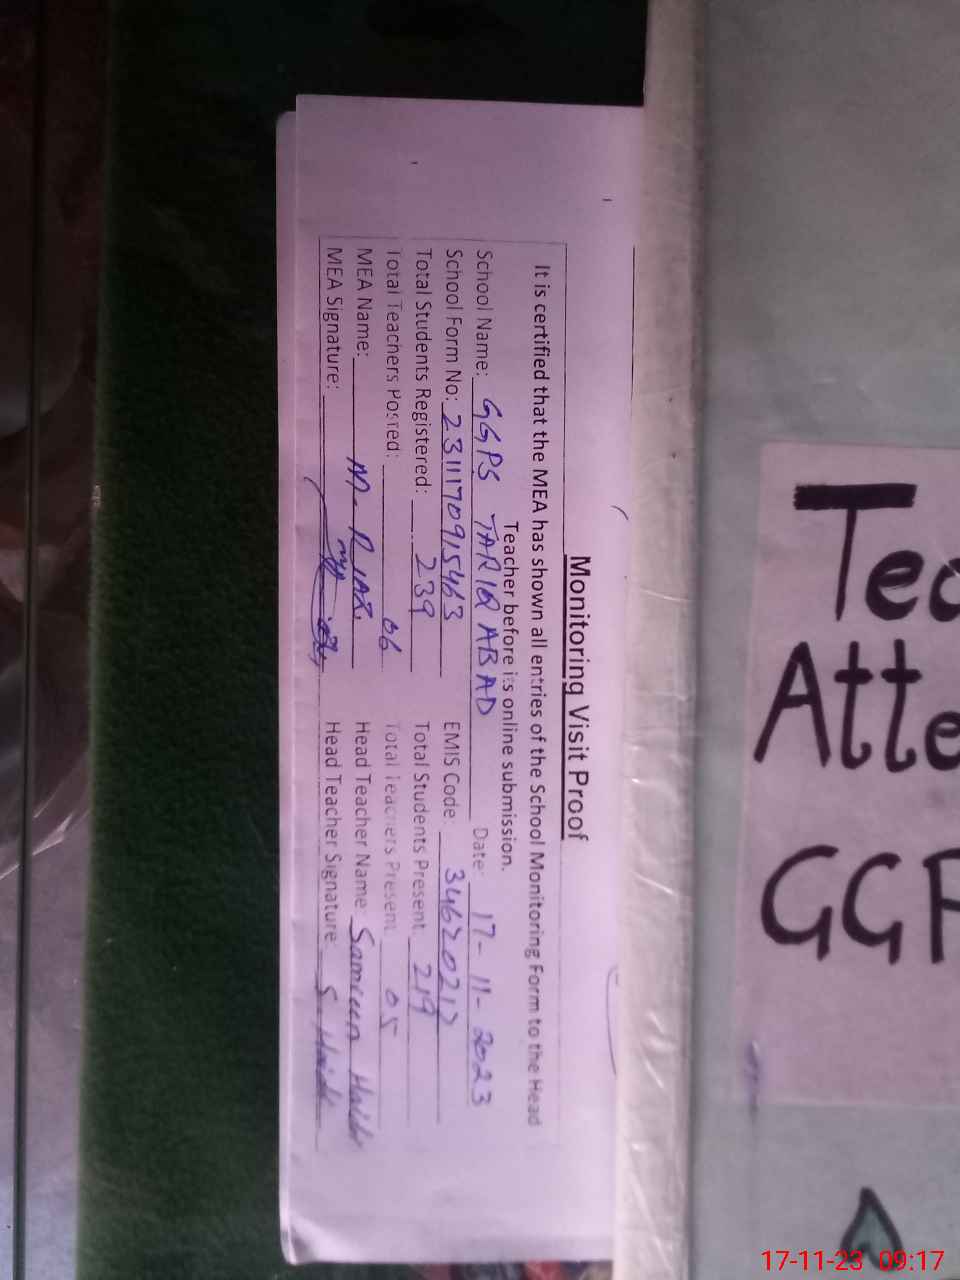 Monitoring Visit Proof
It is certified that the MEA has shown all entries of the School Monitoring Form to the Head
Teacher before its online submission.
School Name: GGPS TARIQ ABAD Date: 17-11-2023
School Form No: 2311170915463 EMIS Code: 34620217
Total Students Registered: 239 Total Students Present: 219
Total Teachers Posted: 06 Total Teachers Present: 05
MEA Name: M. RIAZ Head Teacher Name: Samreen Haider
MEA Signature: Head Teacher Signature: S. Haider
Tea
Atte
GGP
17-11-23 09:17